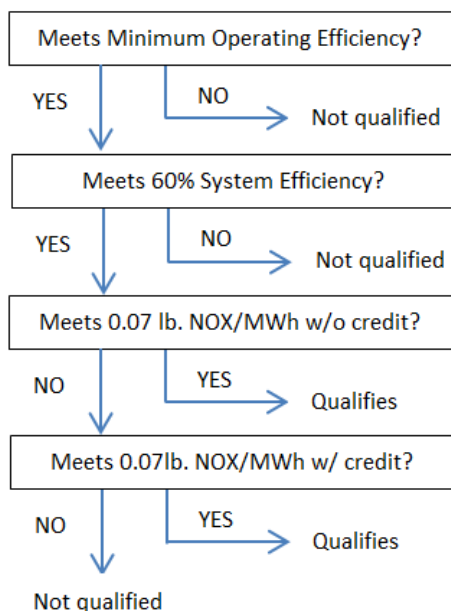 Meets Minimum Operating Efficiency?
YES
NO
Not qualified
Meets 60% System Efficiency?
YES
NO
Not qualified
Meets 0.07 lb. NOX/MWh w/o credit?
NO
YES
Qualifies
Meets 0.07lb. NOX/MWh w/ credit?
NO
YES
Qualifies
Not qualified